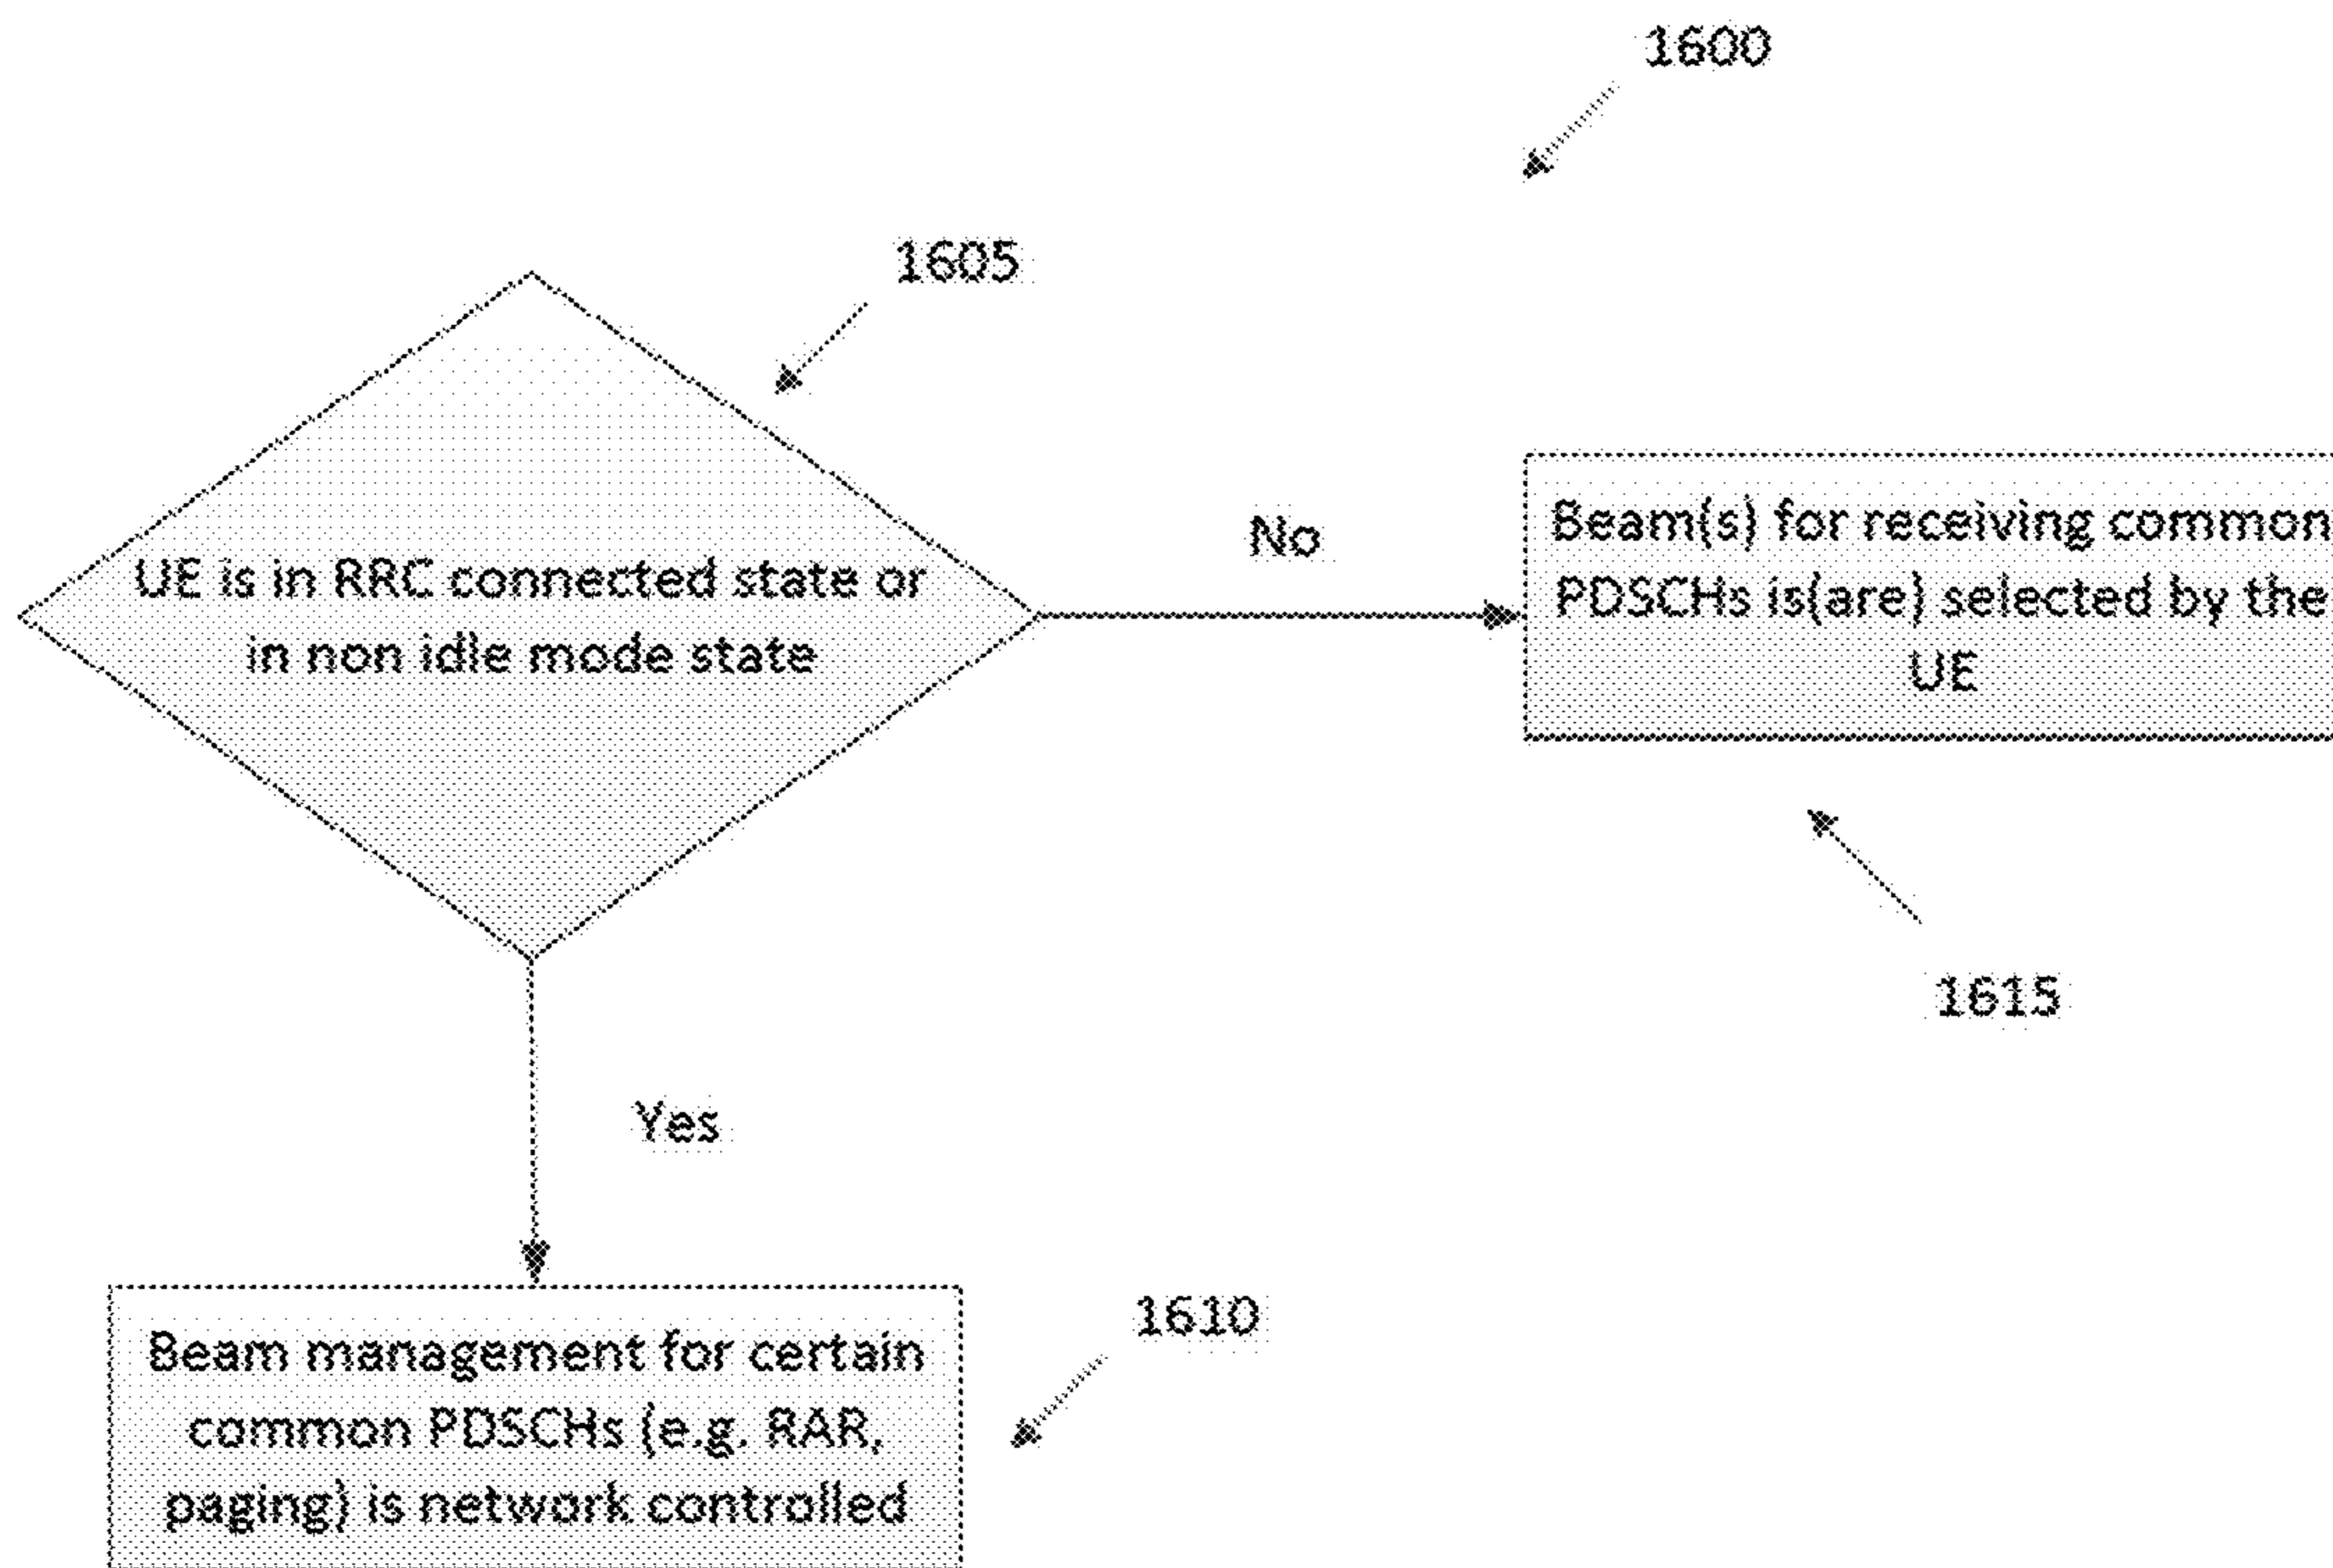 1600
1605
UE is in RRC connected state or
in non idle mode state
No
Beam(s) for receiving common
PDSCHs is(are) selected by the
UE
1615
Yes
Beam management for certain
common PDSCHs (e.g. RAR,
paging) is network controlled
1610